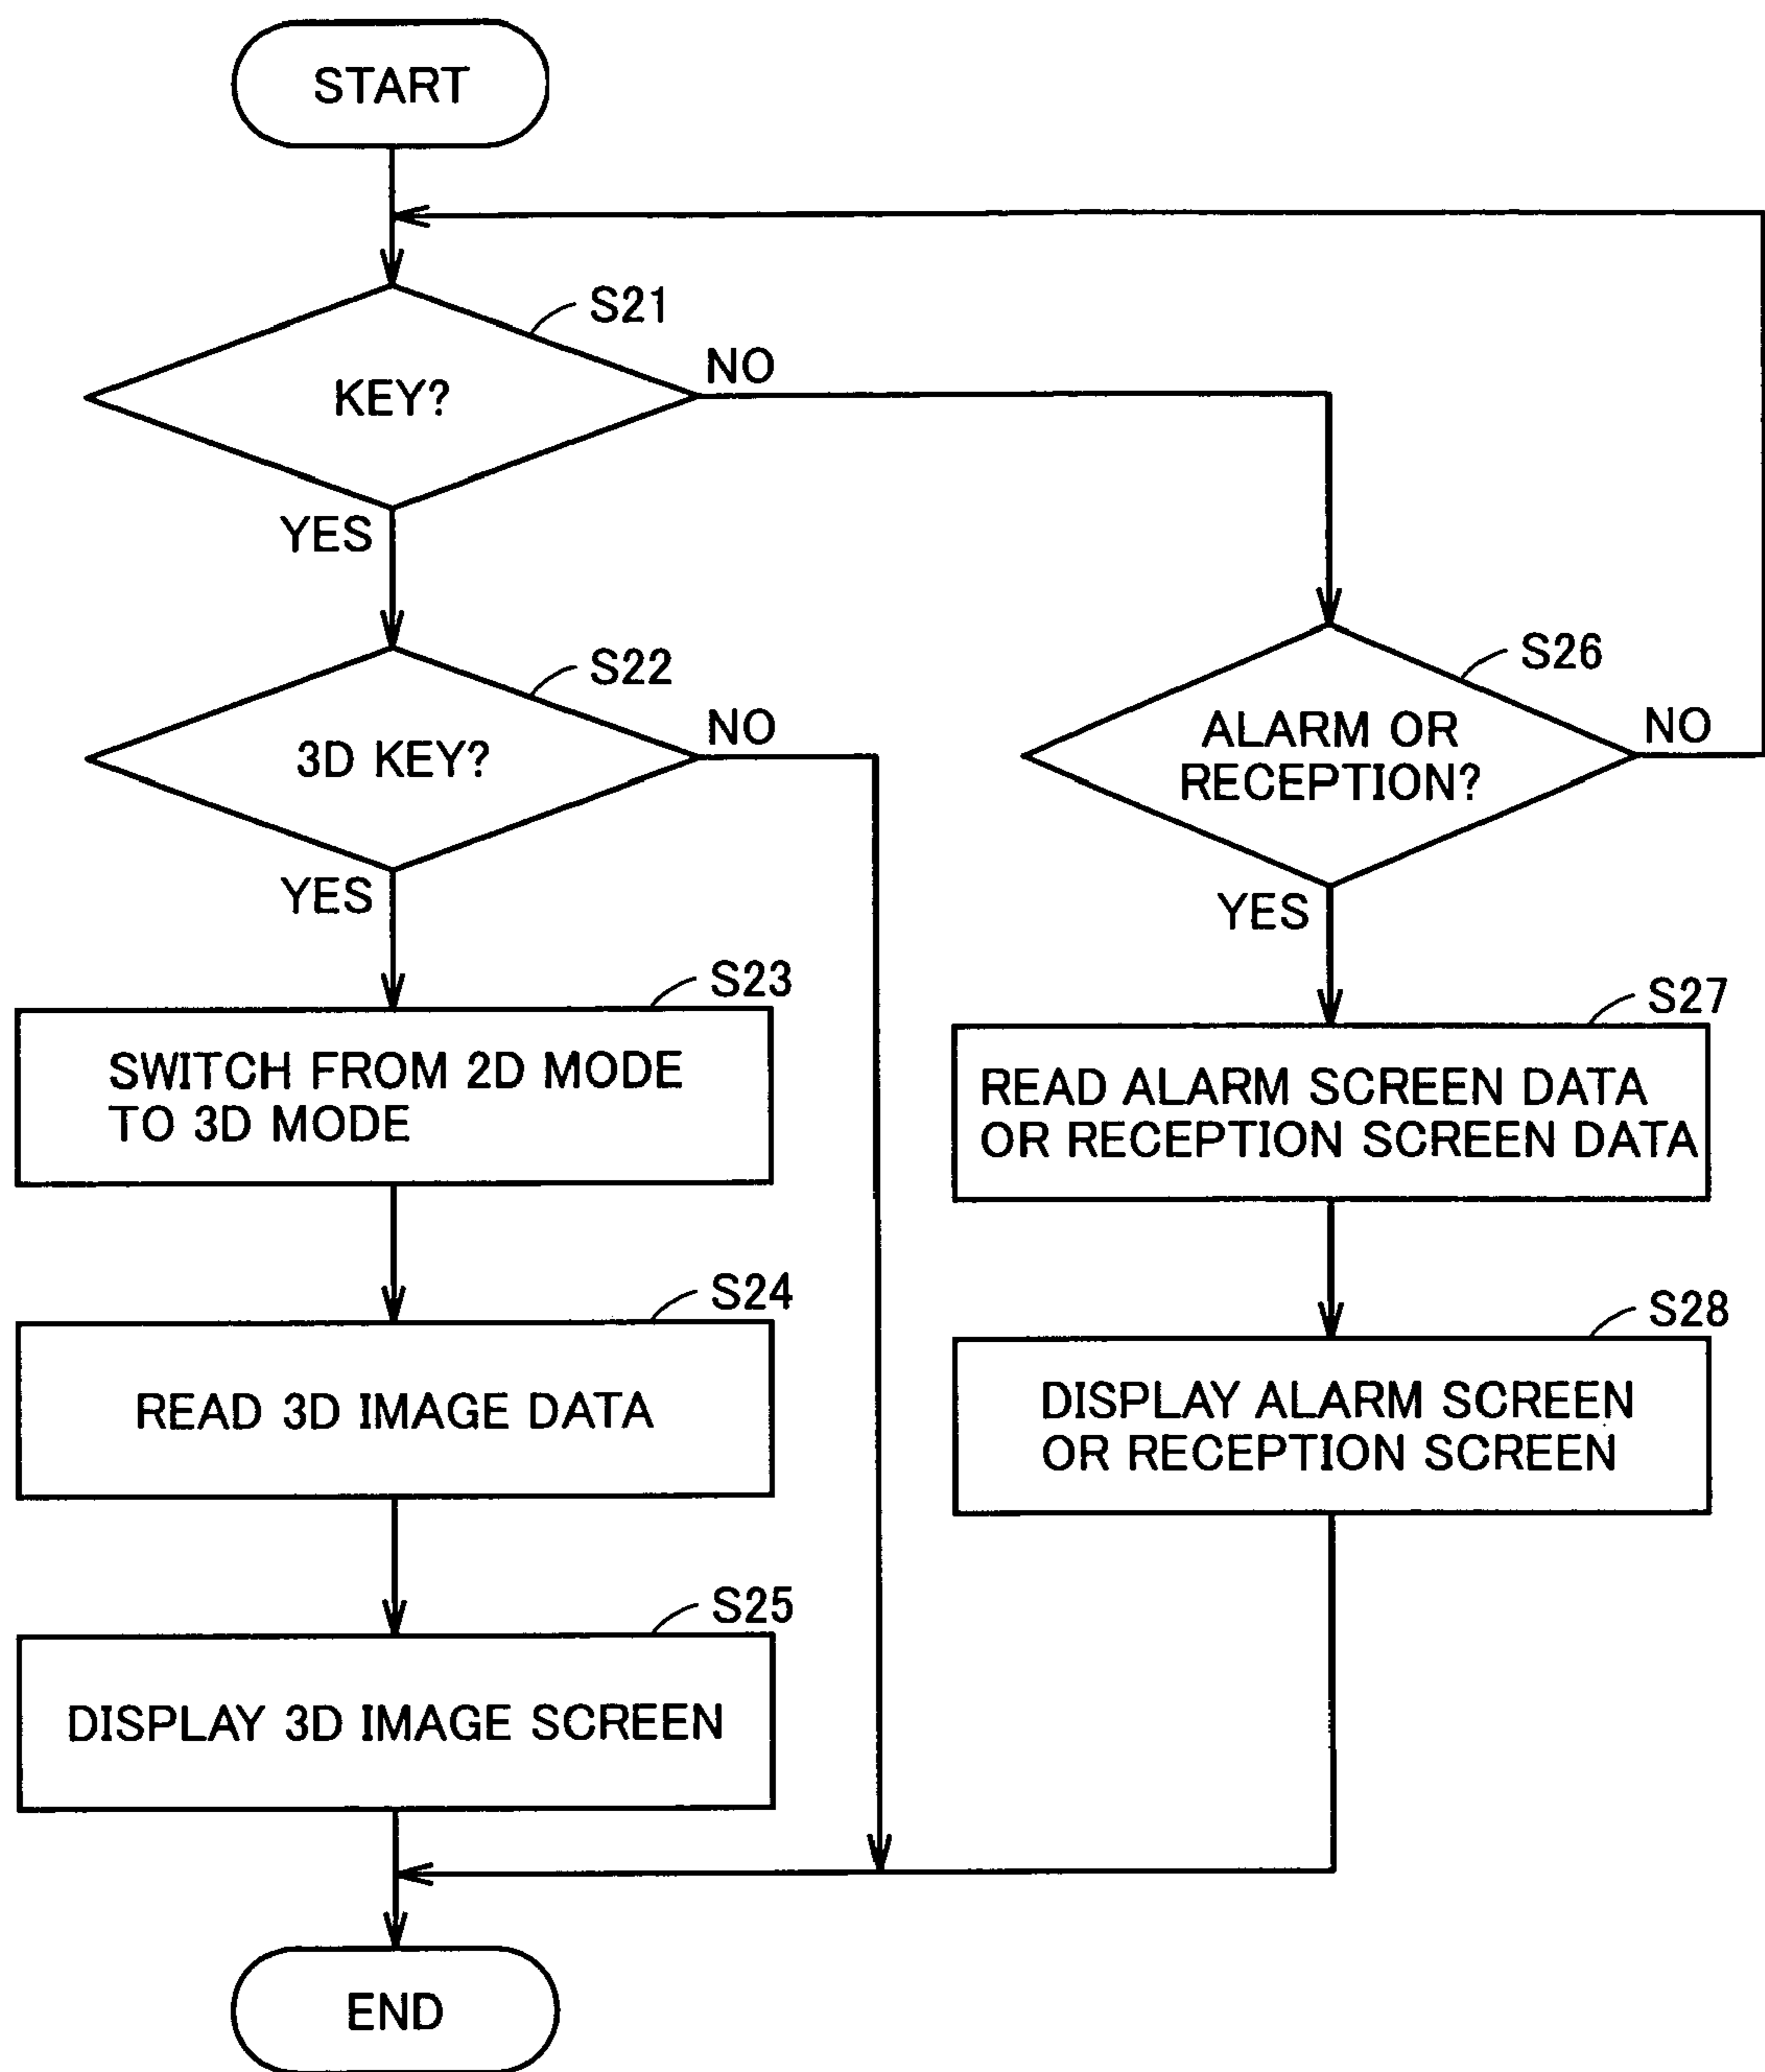 START
S21
KEY?
NO
YES
S22
3D KEY?
NO
YES
S26
ALARM OR
RECEPTION?
NO
YES
S23
SWITCH FROM 2D MODE
TO 3D MODE
S27
READ ALARM SCREEN DATA
OR RECEPTION SCREEN DATA
S24
READ 3D IMAGE DATA
S28
DISPLAY ALARM SCREEN
OR RECEPTION SCREEN
S25
DISPLAY 3D IMAGE SCREEN
END